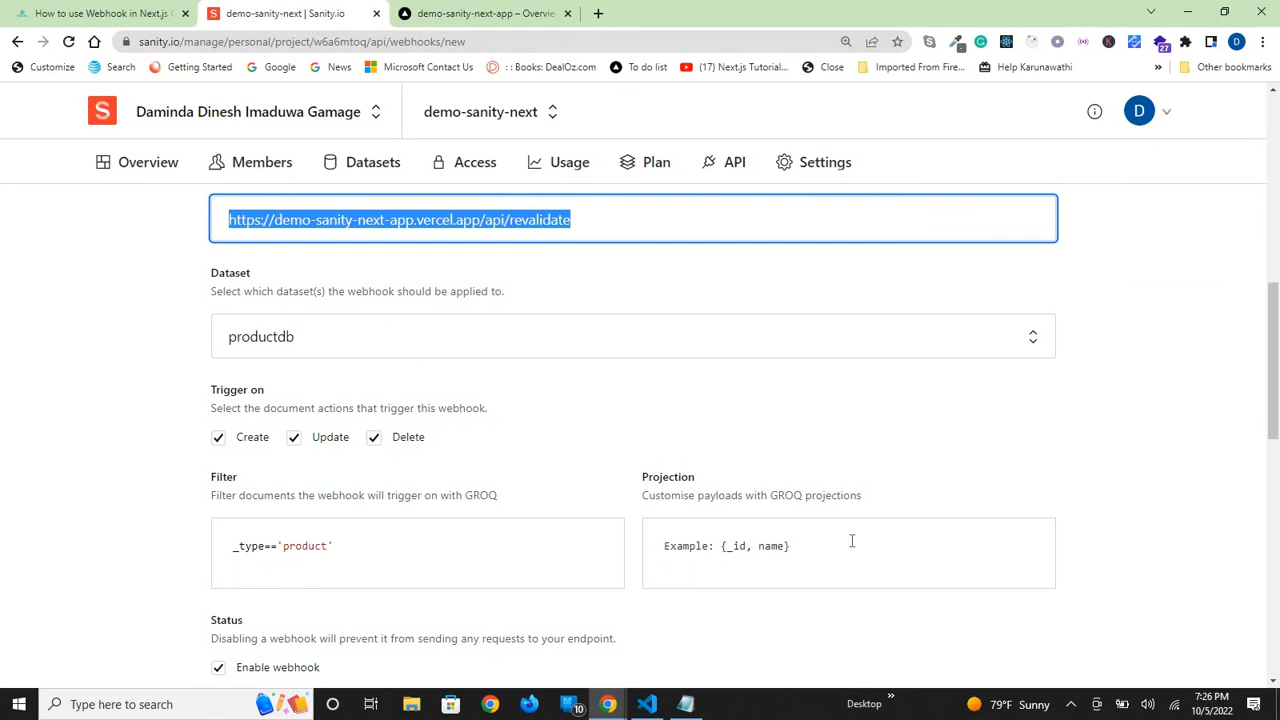 How to use Webhook in Next.js C
demo-sanity-next | Sanity.io
demo-sanity-next-app – Overvie
sanity.io/manage/personal/project/w6a6mtoq/api/webhooks/new
27
D
Customize
Search
Getting Started
Google
News
Microsoft Contact Us
: : Books: DealOz.com
To do list
(17) Next.js Tutorial...
Close
Imported From Fire...
Help Karunawathi
»
Other bookmarks
S
Daminda Dinesh Imaduwa Gamage
demo-sanity-next
D
Overview
Members
Datasets
Access
Usage
Plan
API
Settings
https://demo-sanity-next-app.vercel.app/api/revalidate
Dataset
Select which dataset(s) the webhook should be applied to.
productdb
Trigger on
Select the document actions that trigger this webhook.
Create Update Delete
Filter
Filter documents the webhook will trigger on with GROQ
_type=='product'
Projection
Customise payloads with GROQ projections
Example: {_id, name}
Status
Disabling a webhook will prevent it from sending any requests to your endpoint.
Enable webhook
Type here to search
10
Desktop
»
79°F Sunny
7:26 PM
10/5/2022